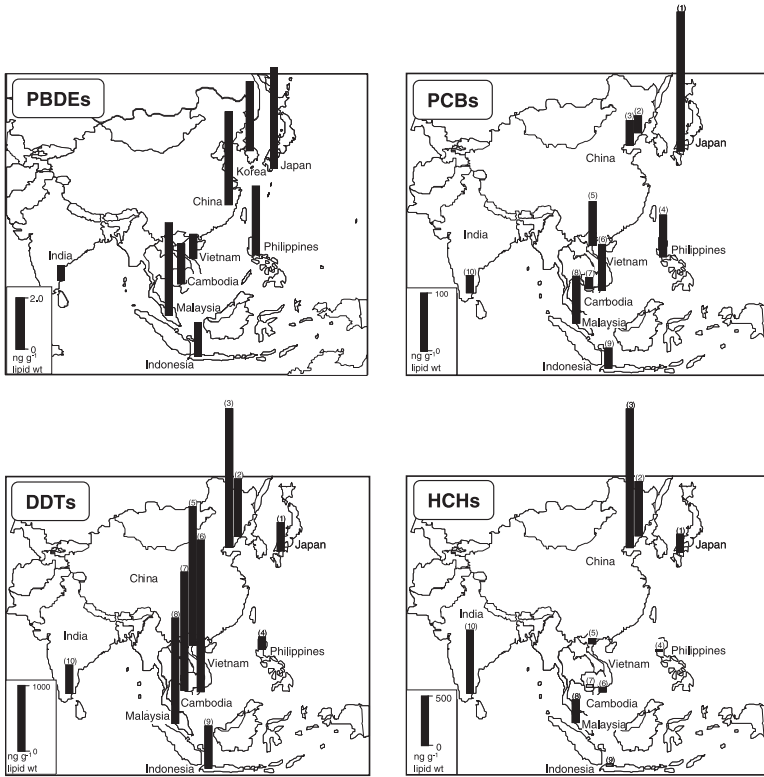 PBDEs
Korea
Japan
China
India
Vietnam
Philippines
Cambodia
Malaysia
Indonesia
2.0
0
ng g-1
lipid wt
PCBs
(1)
(2)
(3)
Japan
China
(5)
(4)
India
(6)
Philippines
Vietnam
(10)
(8)
(7)
Cambodia
Malaysia
(9)
Indonesia
100
0
ng g-1
lipid wt
DDTs
(3)
(2)
(5)
(1)
(6)
Japan
China
(7)
(8)
India
(4)
Philippines
(10)
Vietnam
Cambodia
Malaysia
(9)
Indonesia
1000
0
ng g-1
lipid wt
HCHs
(3)
(2)
(1)
Japan
China
India
(10)
(5)
(4)
Philippines
Vietnam
(7)
(6)
(8)
Cambodia
Malaysia
(9)
Indonesia
500
0
ng g-1
lipid wt